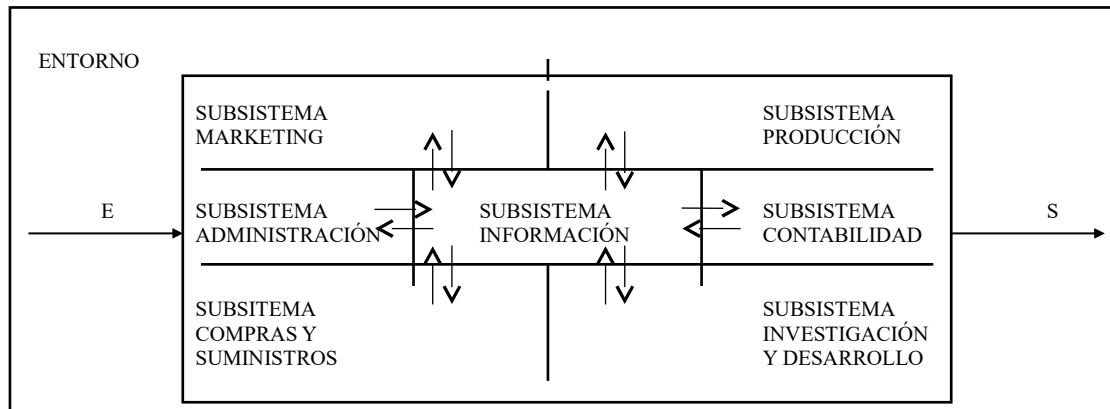 ENTORNO
SUBSISTEMA
MARKETING
SUBSISTEMA
PRODUCCIÓN
E
SUBSISTEMA
ADMINISTRACIÓN
SUBSISTEMA
INFORMACIÓN
SUBSISTEMA
CONTABILIDAD
S
SUBSITEMA
COMPRAS Y
SUMINISTROS
SUBSISTEMA
INVESTIGACIÓN
Y DESARROLLO